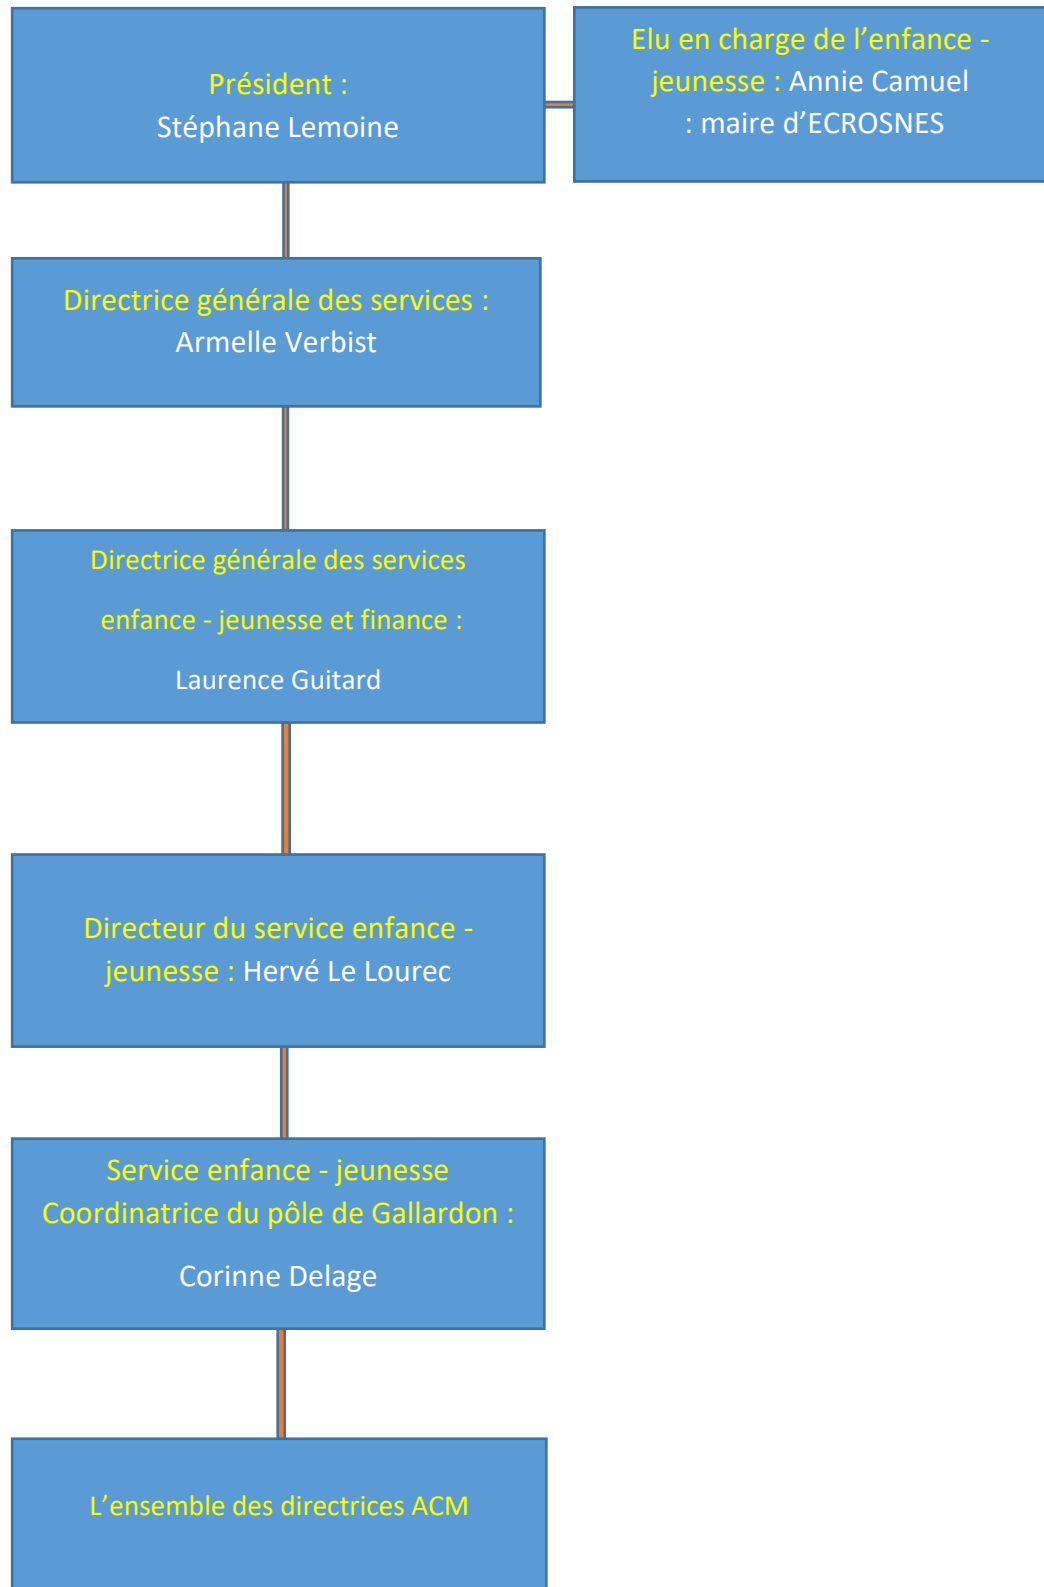 Président :
Stéphane Lemoine
Elu en charge de l’enfance -
jeunesse : Annie Camuel
: maire d’ECROSNES
Directrice générale des services :
Armelle Verbist
Directrice générale des services
enfance - jeunesse et finance :
Laurence Guitard
Directeur du service enfance -
jeunesse : Hervé Le Lourec
Service enfance - jeunesse
Coordinatrice du pôle de Gallardon :
Corinne Delage
L’ensemble des directrices ACM